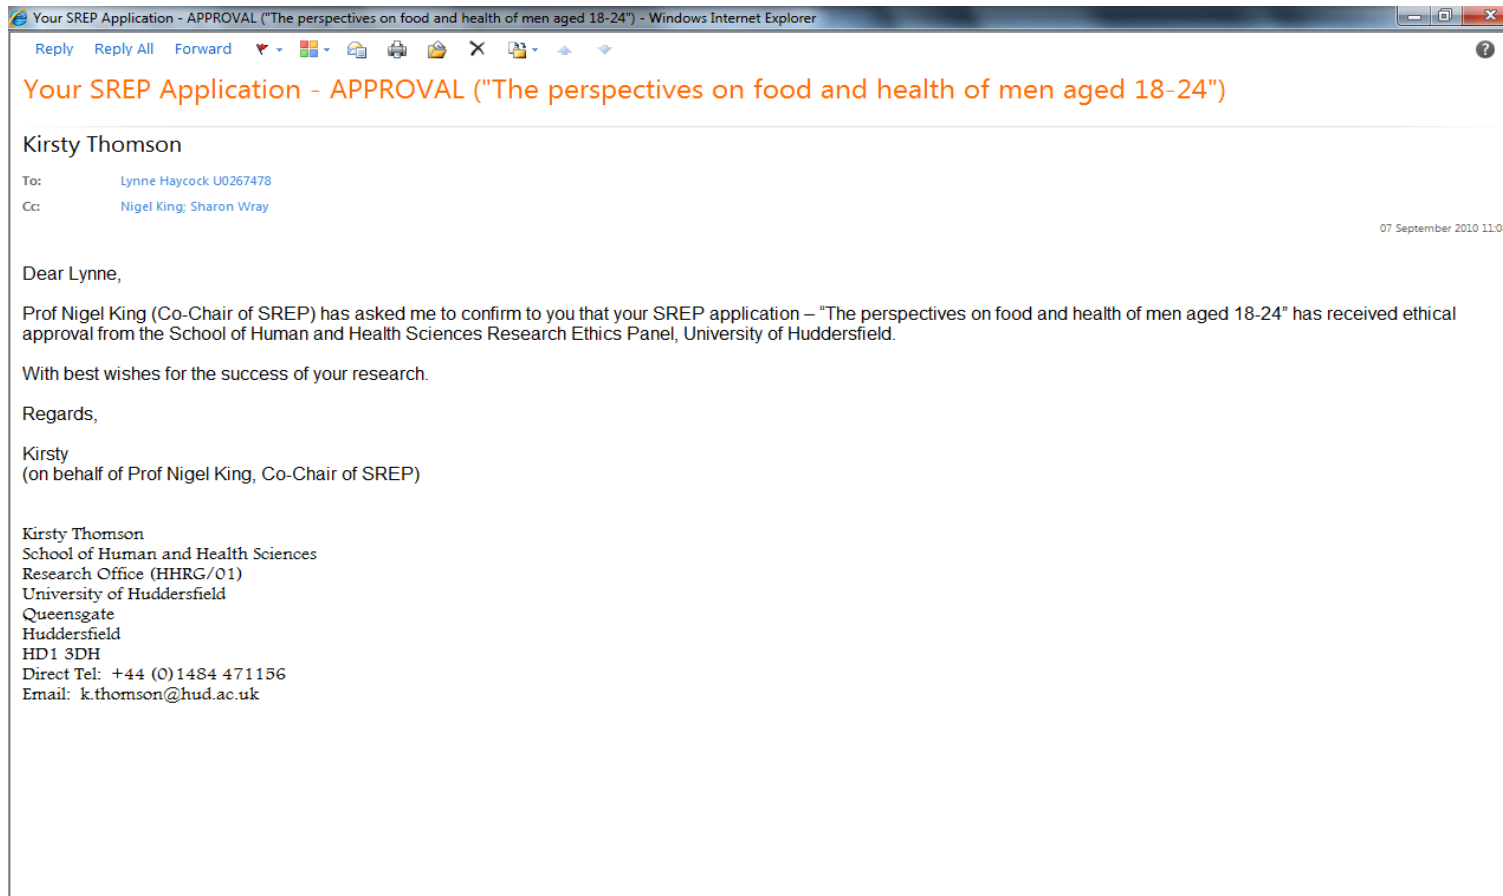 Your SREP Application - APPROVAL ("The perspectives on food and health of men aged 18-24") - Windows Internet Explorer
Reply Reply All Forward
Your SREP Application - APPROVAL ("The perspectives on food and health of men aged 18-24")
Kirsty Thomson
To: Lynne Haycock U0267478
Cc: Nigel King; Sharon Wray
07 September 2010
Dear Lynne,
Prof Nigel King (Co-Chair of SREP) has asked me to confirm to you that your SREP application – “The perspectives on food and health of men aged 18-24” has received ethical
approval from the School of Human and Health Sciences Research Ethics Panel, University of Huddersfield.
With best wishes for the success of your research.
Regards,
Kirsty
(on behalf of Prof Nigel King, Co-Chair of SREP)
Kirsty Thomson
School of Human and Health Sciences
Research Office (HHRG/01)
University of Huddersfield
Queensgate
Huddersfield
HD1 3DH
Direct Tel: +44 (0)1484 471156
Email: k.thomson@hud.ac.uk